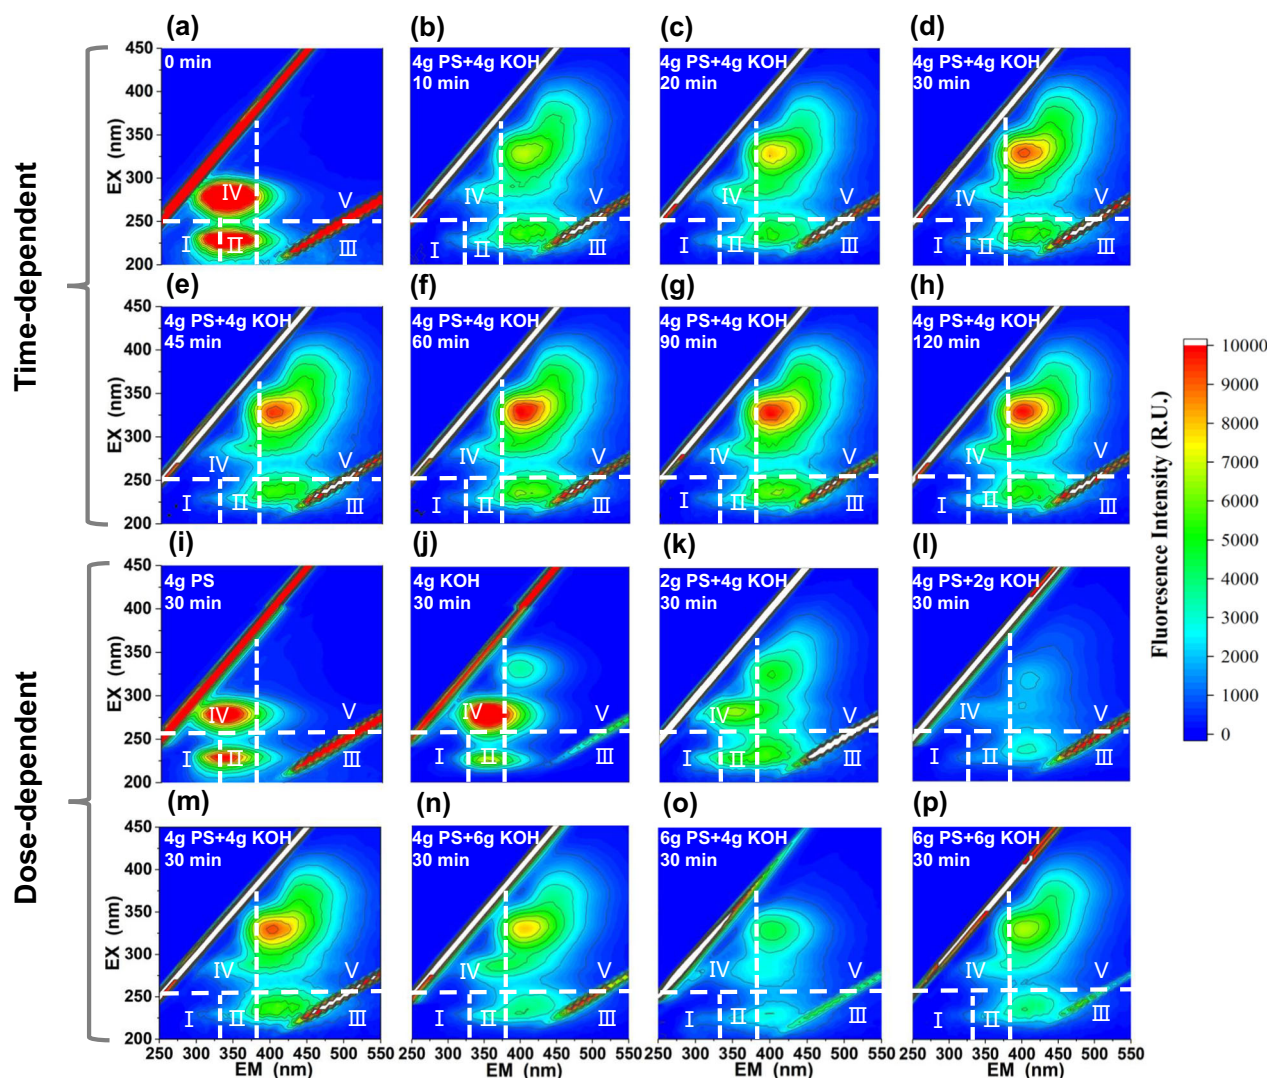 Time-dependent
(a)
(b)
(c)
(d)
450
400
350
300
250
200
EX (nm)
0 min
IV
V
I
II
III
4g PS+4g KOH
10 min
IV
V
I
II
III
4g PS+4g KOH
20 min
IV
V
I
II
III
4g PS+4g KOH
30 min
IV
V
I
II
III
(e)
(f)
(g)
(h)
450
400
350
300
250
200
EX (nm)
4g PS+4g KOH
45 min
IV
V
I
II
III
4g PS+4g KOH
60 min
IV
V
I
II
III
4g PS+4g KOH
90 min
IV
V
I
II
III
4g PS+4g KOH
120 min
IV
V
I
II
III
Dose-dependent
(i)
(j)
(k)
(l)
450
400
350
300
250
200
EX (nm)
4g PS
30 min
IV
V
I
II
III
4g KOH
30 min
IV
V
I
II
III
2g PS+4g KOH
30 min
IV
V
I
II
III
4g PS+2g KOH
30 min
IV
V
I
II
III
(m)
(n)
(o)
(p)
450
400
350
300
250
200
EX (nm)
4g PS+4g KOH
30 min
IV
V
I
II
III
4g PS+6g KOH
30 min
IV
V
I
II
III
6g PS+4g KOH
30 min
IV
V
I
II
III
6g PS+6g KOH
30 min
IV
V
I
II
III
250 300 350 400 450 500 550
EM (nm)
250 300 350 400 450 500 550
EM (nm)
250 300 350 400 450 500 550
EM (nm)
250 300 350 400 450 500 550
EM (nm)
10000
9000
8000
7000
6000
5000
4000
3000
2000
1000
0
Fluoresence Intensity (R.U.)